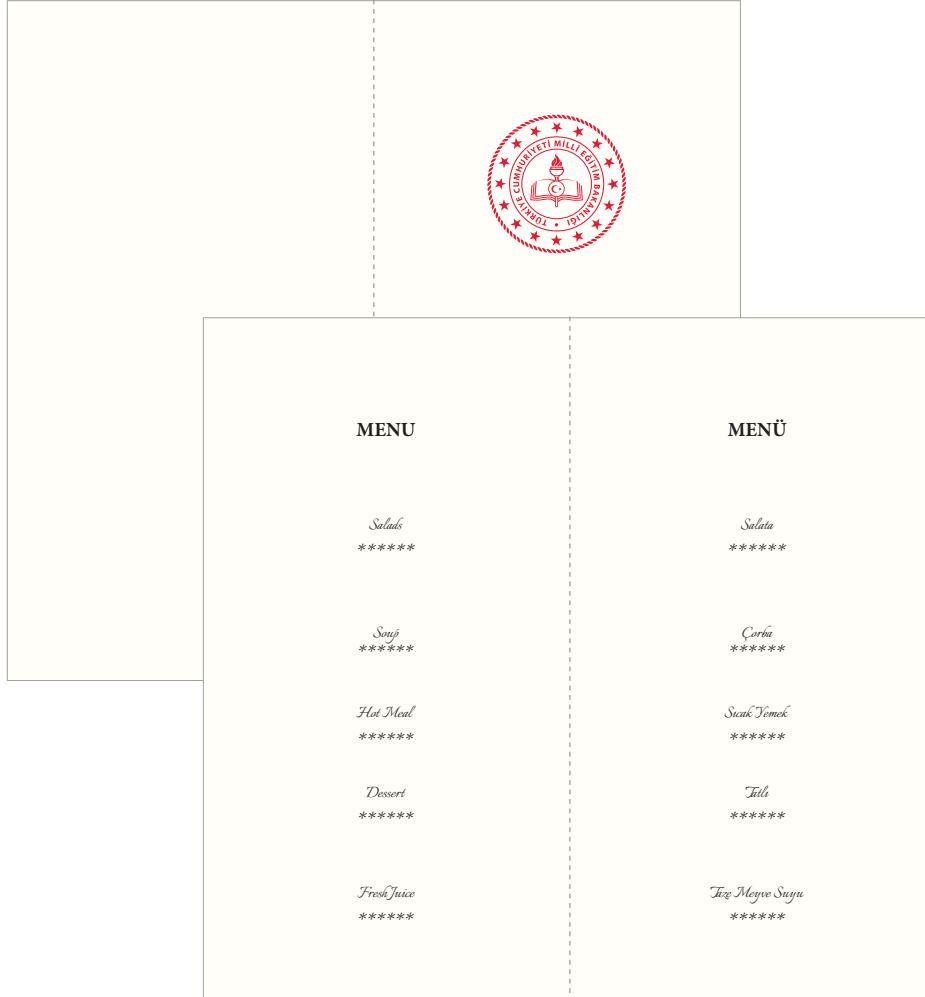 TÜRKİYE CUMHURİYETİ MİLLÎ EĞİTİM BAKANLIĞI
MENU
Salads
******
Soup
******
Hot Meal
******
Dessert
******
Fresh Juice
******
MENÜ
Salata
******
Çorba
******
Sıcak Yemek
******
Tatlı
******
Taze Meyve Suyu
******